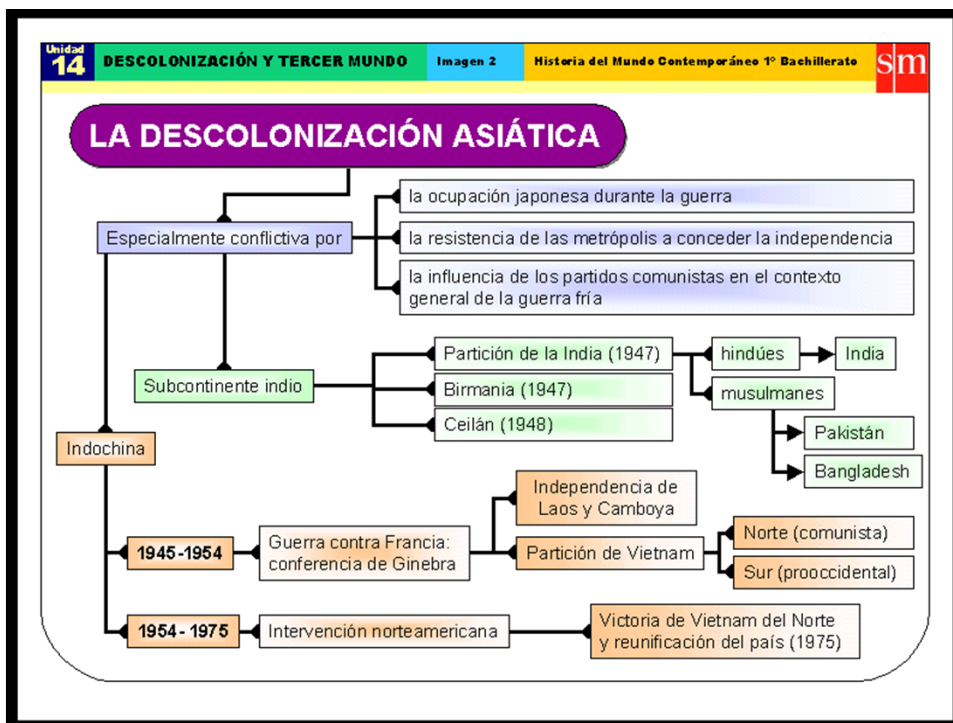 Unidad
14
DESCOLONIZACIÓN Y TERCER MUNDO
Imagen 2
Historia del Mundo Contemporáneo 1º Bachillerato
sm
LA DESCOLONIZACIÓN ASIÁTICA
Especialmente conflictiva por
la ocupación japonesa durante la guerra
la resistencia de las metrópolis a conceder la independencia
la influencia de los partidos comunistas en el contexto
general de la guerra fría
Subcontinente indio
Partición de la India (1947)
hindúes
India
musulmanes
Pakistán
Bangladesh
Birmania (1947)
Ceilán (1948)
Indochina
1945-1954
Guerra contra Francia:
conferencia de Ginebra
Independencia de
Laos y Camboya
Partición de Vietnam
Norte (comunista)
Sur (prooccidental)
1954- 1975
Intervención norteamericana
Victoria de Vietnam del Norte
y reunificación del país (1975)